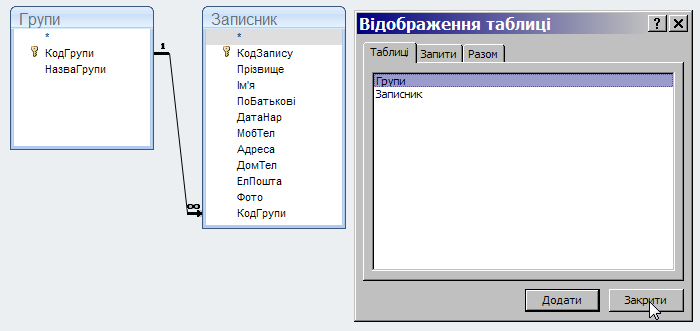 Групи
*
КодГрупи
НазваГрупи
1
∞
Записник
*
КодЗапису
Прізвище
Ім'я
ПоБатькові
ДатаНар
МобТел
Адреса
ДомТел
ЕлПошта
Фото
КодГрупи
Відображення таблиці
? ×
Таблиці Запити Разом
Групи
Записник
Додати Закрити